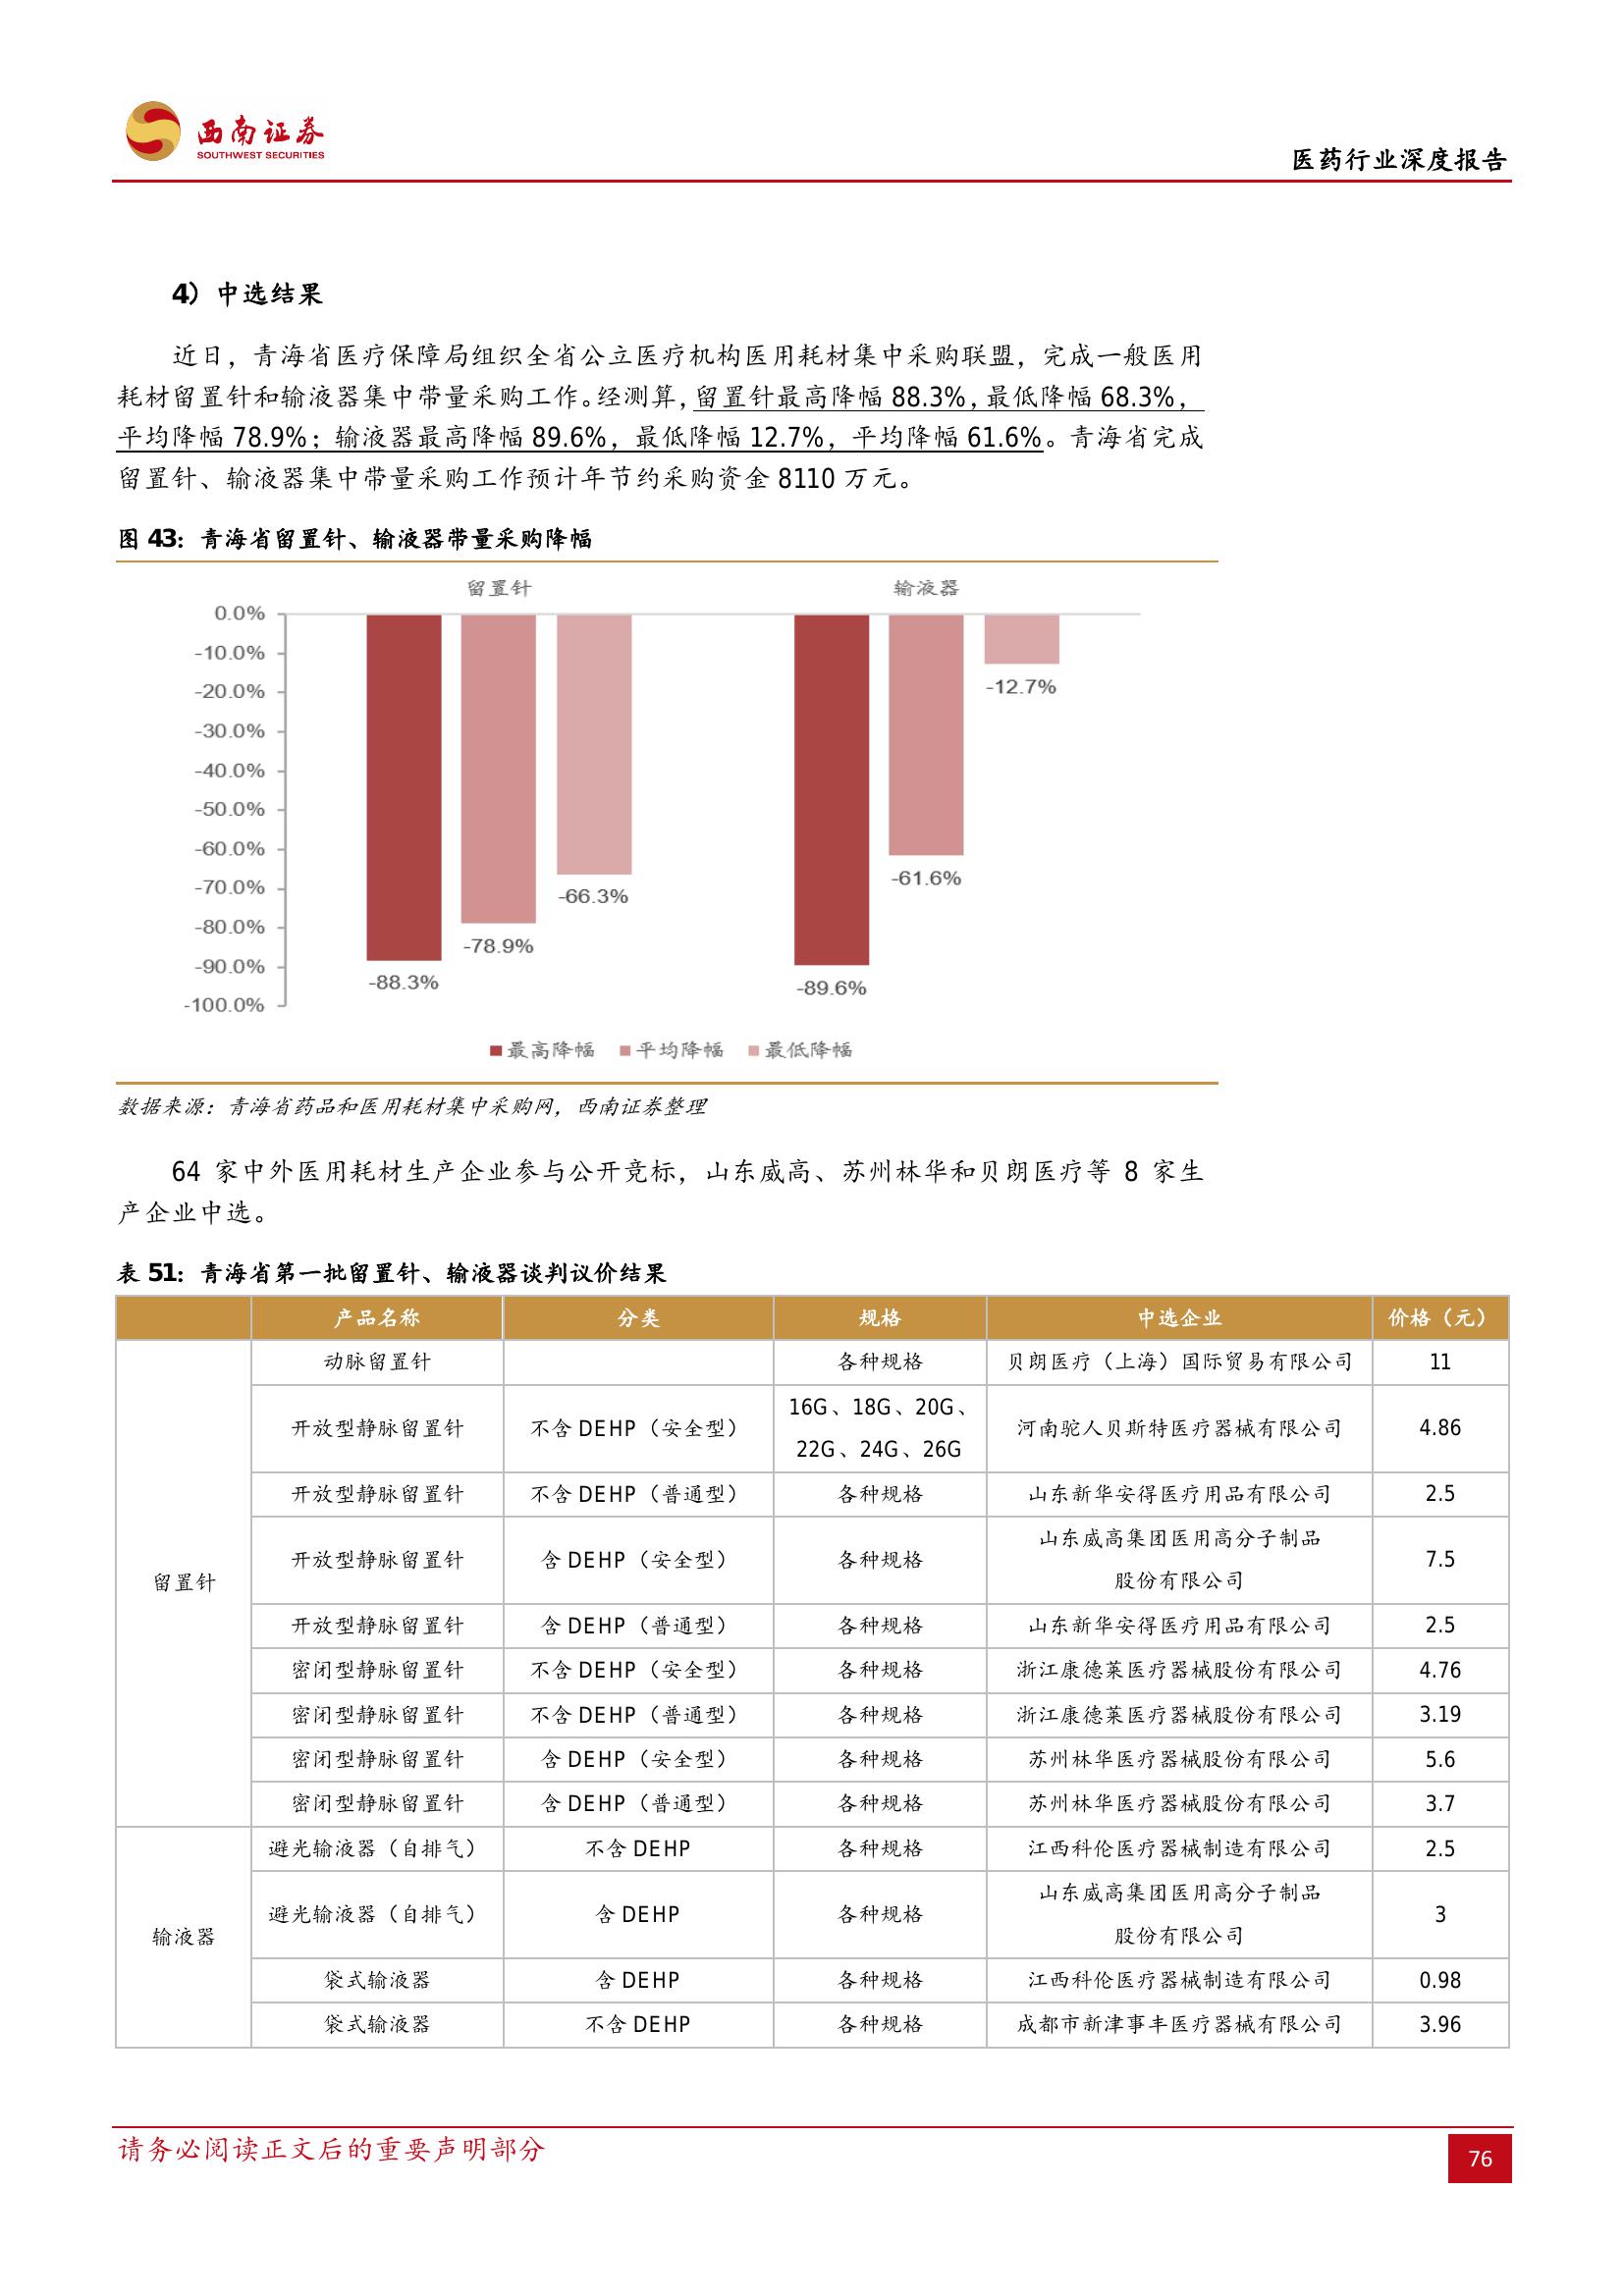 西南证券
SOUTHWEST SECURITIES
医药行业深度报告
4）中选结果
近日，青海省医疗保障局组织全省公立医疗机构医用耗材集中采购联盟，完成一般医用
耗材留置针和输液器集中带量采购工作。经测算，留置针最高降幅 88.3%，最低降幅 68.3%，
平均降幅 78.9%；输液器最高降幅 89.6%，最低降幅 12.7%，平均降幅 61.6%。青海省完成
留置针、输液器集中带量采购工作预计年节约采购资金 8110 万元。
图 43：青海省留置针、输液器带量采购降幅
留置针 输液器
0.0%
-10.0%
-20.0%
-30.0%
-40.0%
-50.0%
-60.0%
-70.0%
-80.0%
-90.0%
-100.0%
-88.3%
-78.9%
-66.3%
-89.6%
-61.6%
-12.7%
最高降幅 平均降幅 最低降幅
数据来源：青海省药品和医用耗材集中采购网，西南证券整理
64 家中外医用耗材生产企业参与公开竞标，山东威高、苏州林华和贝朗医疗等 8 家生
产企业中选。
表 51：青海省第一批留置针、输液器谈判议价结果
产品名称 分类 规格 中选企业 价格（元）
留置针
动脉留置针 各种规格 贝朗医疗（上海）国际贸易有限公司 11
开放型静脉留置针 不含 DEHP（安全型） 16G、18G、20G、
22G、24G、26G 河南驼人贝斯特医疗器械有限公司 4.86
开放型静脉留置针 不含 DEHP（普通型） 各种规格 山东新华安得医疗用品有限公司 2.5
开放型静脉留置针 含 DEHP（安全型） 各种规格 山东威高集团医用高分子制品
股份有限公司 7.5
开放型静脉留置针 含 DEHP（普通型） 各种规格 山东新华安得医疗用品有限公司 2.5
密闭型静脉留置针 不含 DEHP（安全型） 各种规格 浙江康德莱医疗器械股份有限公司 4.76
密闭型静脉留置针 不含 DEHP（普通型） 各种规格 浙江康德莱医疗器械股份有限公司 3.19
密闭型静脉留置针 含 DEHP（安全型） 各种规格 苏州林华医疗器械股份有限公司 5.6
密闭型静脉留置针 含 DEHP（普通型） 各种规格 苏州林华医疗器械股份有限公司 3.7
输液器
避光输液器（自排气） 不含 DEHP 各种规格 江西科伦医疗器械制造有限公司 2.5
避光输液器（自排气） 含 DEHP 各种规格 山东威高集团医用高分子制品
股份有限公司 3
袋式输液器 含 DEHP 各种规格 江西科伦医疗器械制造有限公司 0.98
袋式输液器 不含 DEHP 各种规格 成都市新津事丰医疗器械有限公司 3.96
请务必阅读正文后的重要声明部分
76